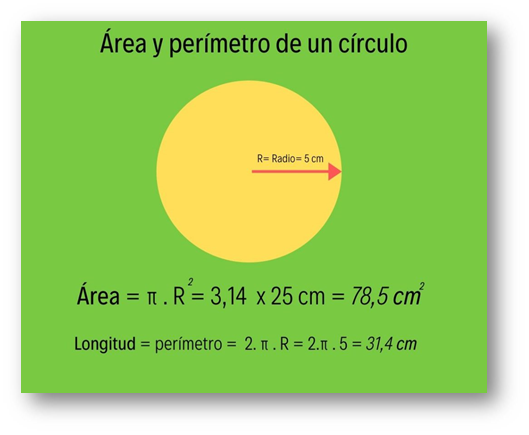 Área y perímetro de un círculo
R= Radio= 5 cm
Área = π . R²= 3,14 x 25 cm = 78,5 cm²
Longitud = perímetro = 2. π . R = 2.π . 5 = 31,4 cm